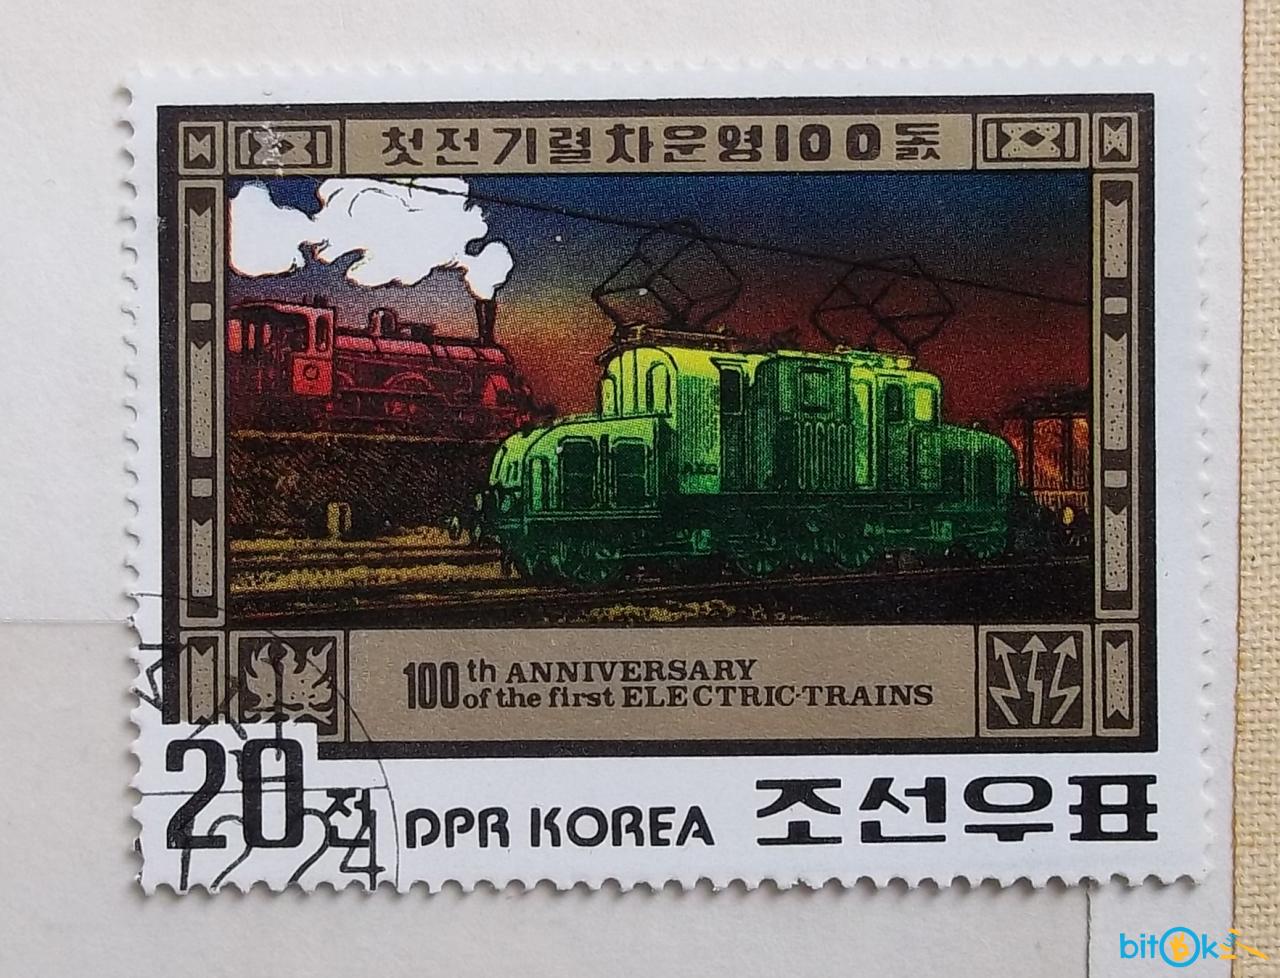 첫전기렬차운영100돐
100th ANNIVERSARY
of the first ELECTRIC-TRAINS
20전 DPR KOREA 조선우표
bitOk